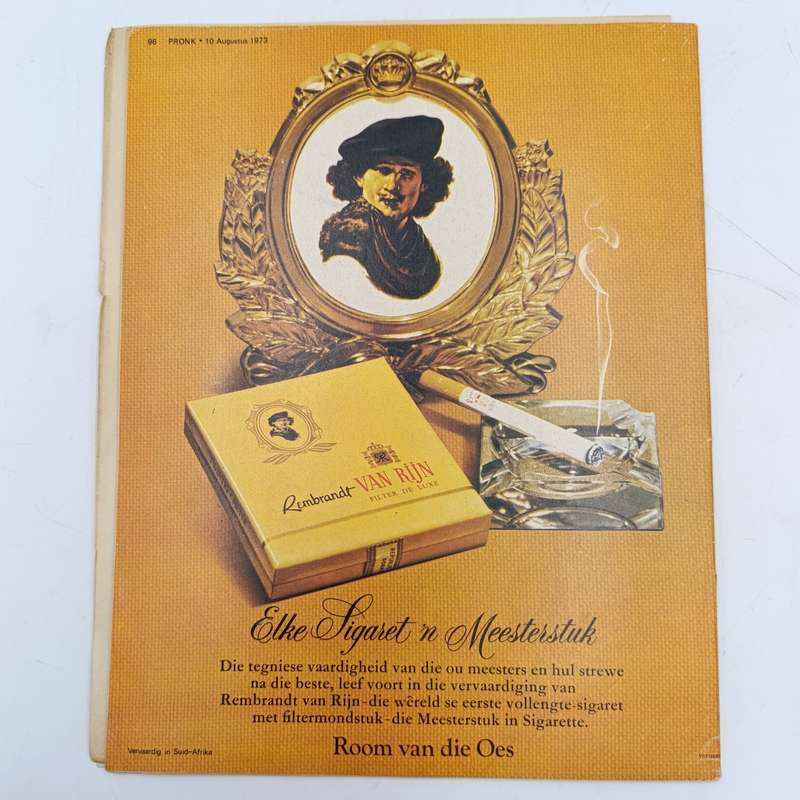 96 PRONK • 10 Augustus 1973
Rembrandt VAN RIJN
FILTER DE LUXE
Elke Sigaret 'n Meesterstuk
Die tegniese vaardigheid van die ou meesters en hul strewe
na die beste, leef voort in die vervaardiging van
Rembrandt van Rijn-die wêreld se eerste vollengte-sigaret
met filtermondstuk-die Meesterstuk in Sigarette.
Room van die Oes
Vervaardig in Suid-Afrika